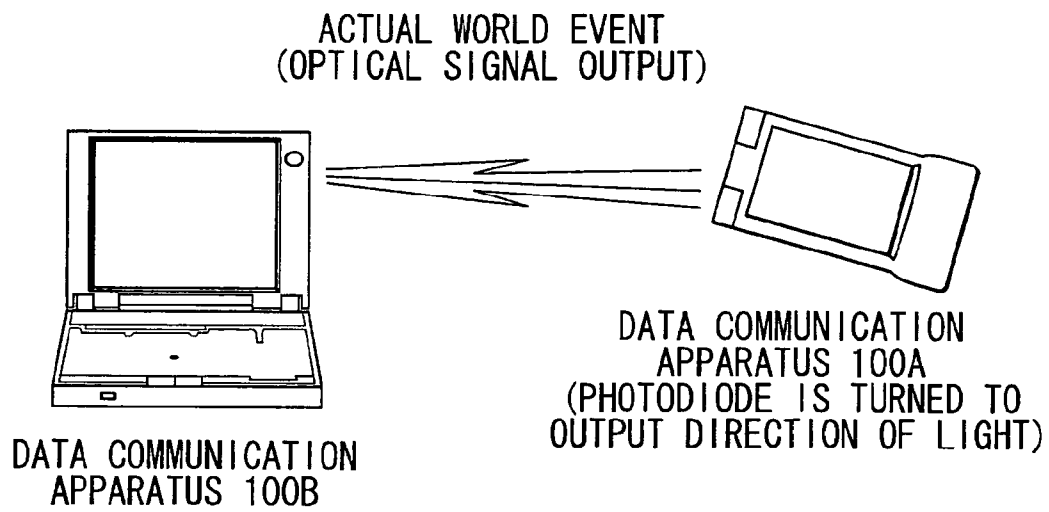 ACTUAL WORLD EVENT
(OPTICAL SIGNAL OUTPUT)
DATA COMMUNICATION
APPARATUS 100A
(PHOTODIODE IS TURNED TO
OUTPUT DIRECTION OF LIGHT)
DATA COMMUNICATION
APPARATUS 100B